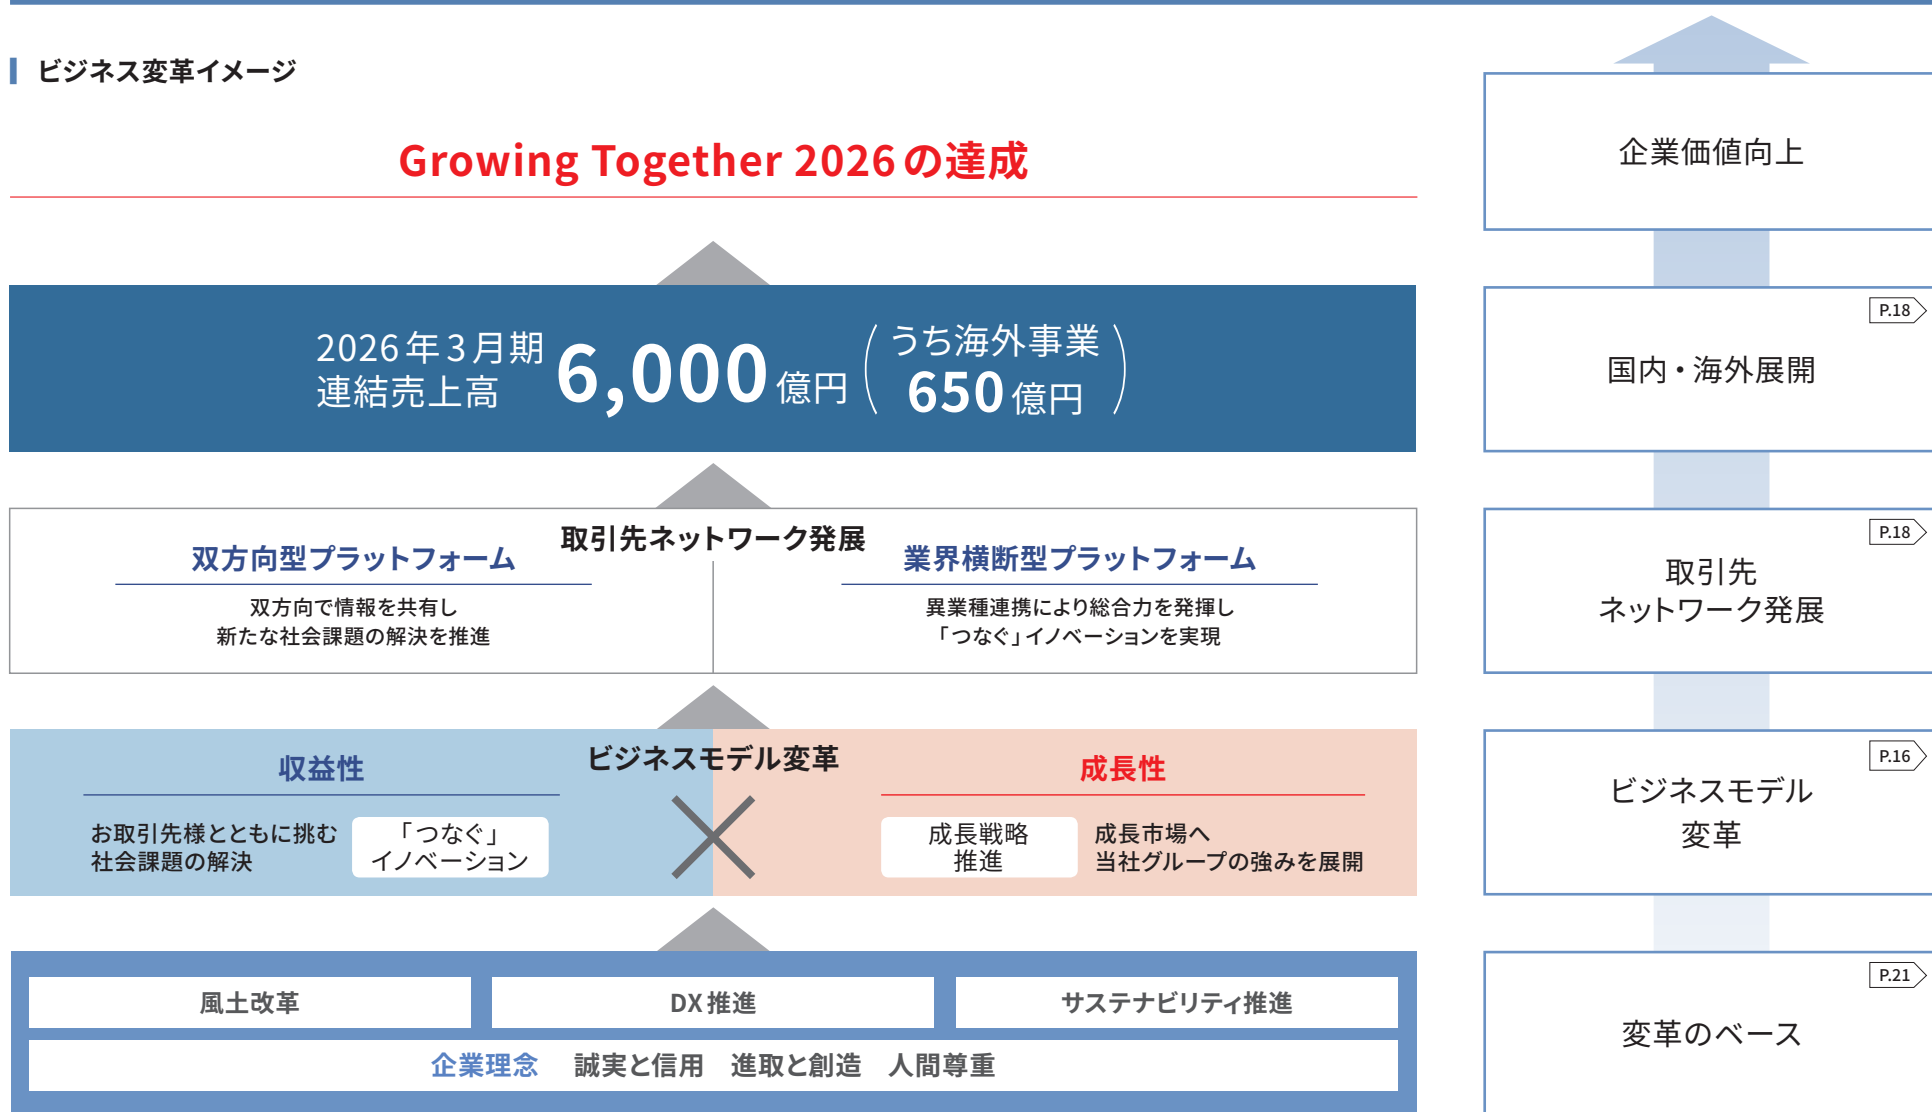 ビジネス変革イメージ
Growing Together 2026の達成
企業価値向上
2026年3月期
連結売上高
6,000億円
うち海外事業
650億円
P.18
国内・海外展開
取引先ネットワーク発展
双方向型プラットフォーム
双方向で情報を共有し
新たな社会課題の解決を推進
業界横断型プラットフォーム
異業種連携により総合力を発揮し
「つなぐ」イノベーションを実現
P.18
取引先
ネットワーク発展
ビジネスモデル変革
収益性
お取引先様とともに挑む
社会課題の解決
「つなぐ」
イノベーション
成長性
成長戦略
推進
成長市場へ
当社グループの強みを展開
P.16
ビジネスモデル
変革
風土改革
DX推進
サステナビリティ推進
企業理念 誠実と信用 進取と創造 人間尊重
P.21
変革のベース